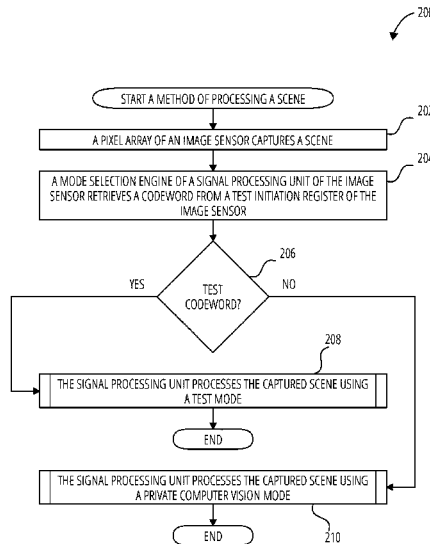 200
START A METHOD OF PROCESSING A SCENE
202
A PIXEL ARRAY OF AN IMAGE SENSOR CAPTURES A SCENE
204
A MODE SELECTION ENGINE OF A SIGNAL PROCESSING UNIT OF THE IMAGE
SENSOR RETRIEVES A CODEWORD FROM A TEST INITIATION REGISTER OF THE
IMAGE SENSOR
206
YES
NO
TEST
CODEWORD?
208
THE SIGNAL PROCESSING UNIT PROCESSES THE CAPTURED SCENE USING
A TEST MODE
END
THE SIGNAL PROCESSING UNIT PROCESSES THE CAPTURED SCENE USING
A PRIVATE COMPUTER VISION MODE
END
210